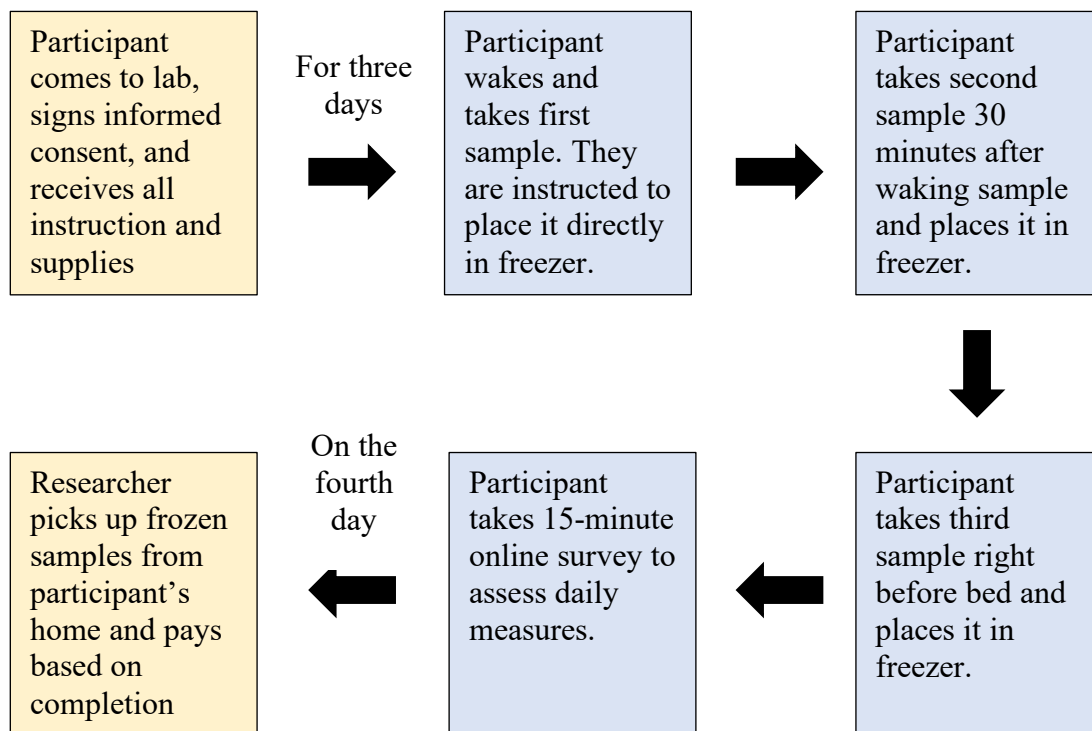 Participant
comes to lab,
signs informed
consent, and
receives all
instruction and
supplies
For three
days
Participant
wakes and
takes first
sample. They
are instructed to
place it directly
in freezer.
Participant
takes second
sample 30
minutes after
waking sample
and places it in
freezer.
Participant
takes third
sample right
before bed and
places it in
freezer.
Participant
takes 15-minute
online survey to
assess daily
measures.
On the
fourth
day
Researcher
picks up frozen
samples from
participant’s
home and pays
based on
completion